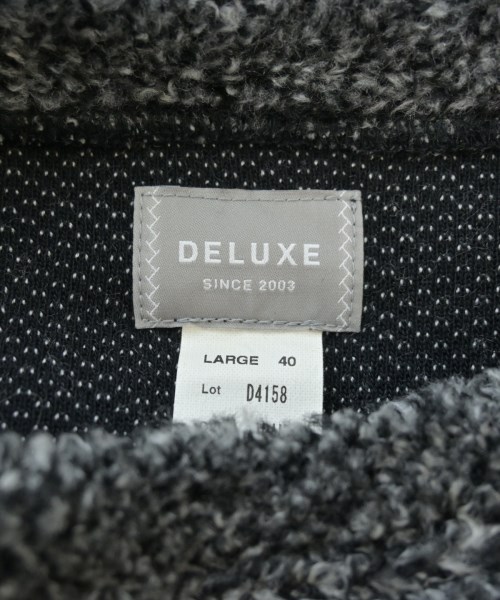 DELUXE
SINCE 2003
LARGE 40
Lot D4158